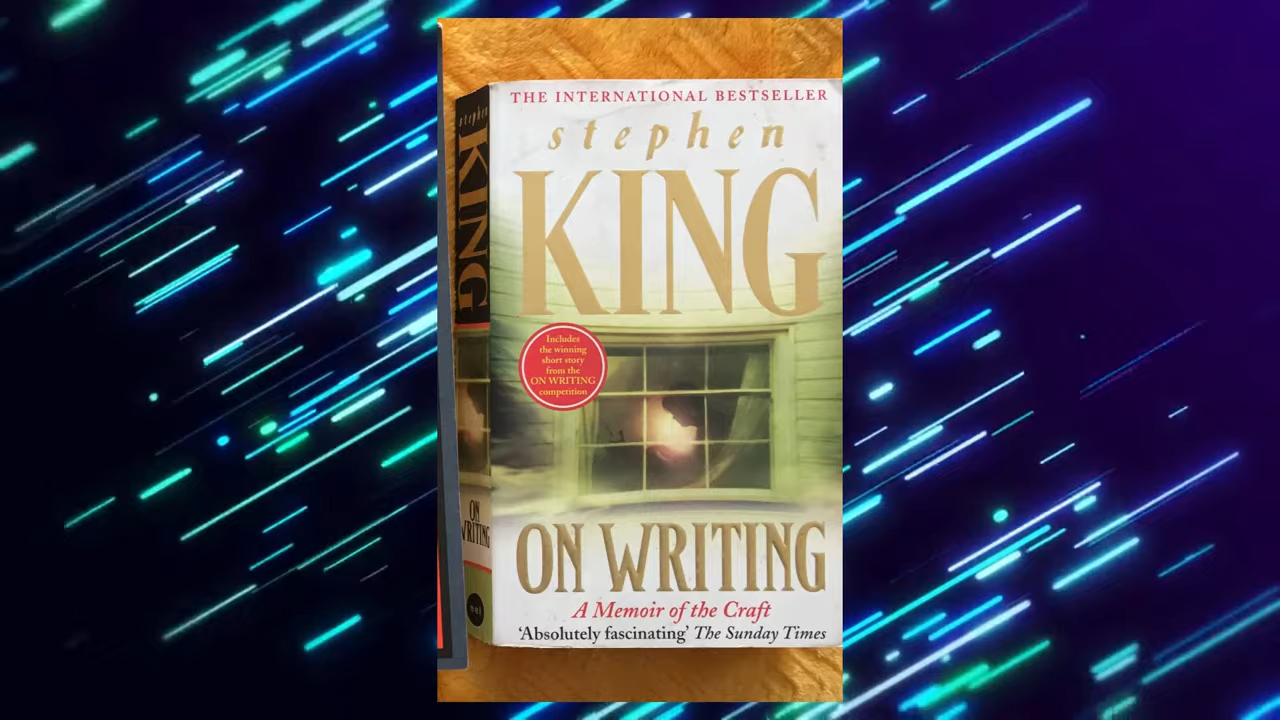 THE INTERNATIONAL BESTSELLER
stephen
KING
Includes
the winning
short story
from the
ON WRITING
competition
ON WRITING
A Memoir of the Craft
‘Absolutely fascinating’ The Sunday Times
stephen
KING
ON
WRITING